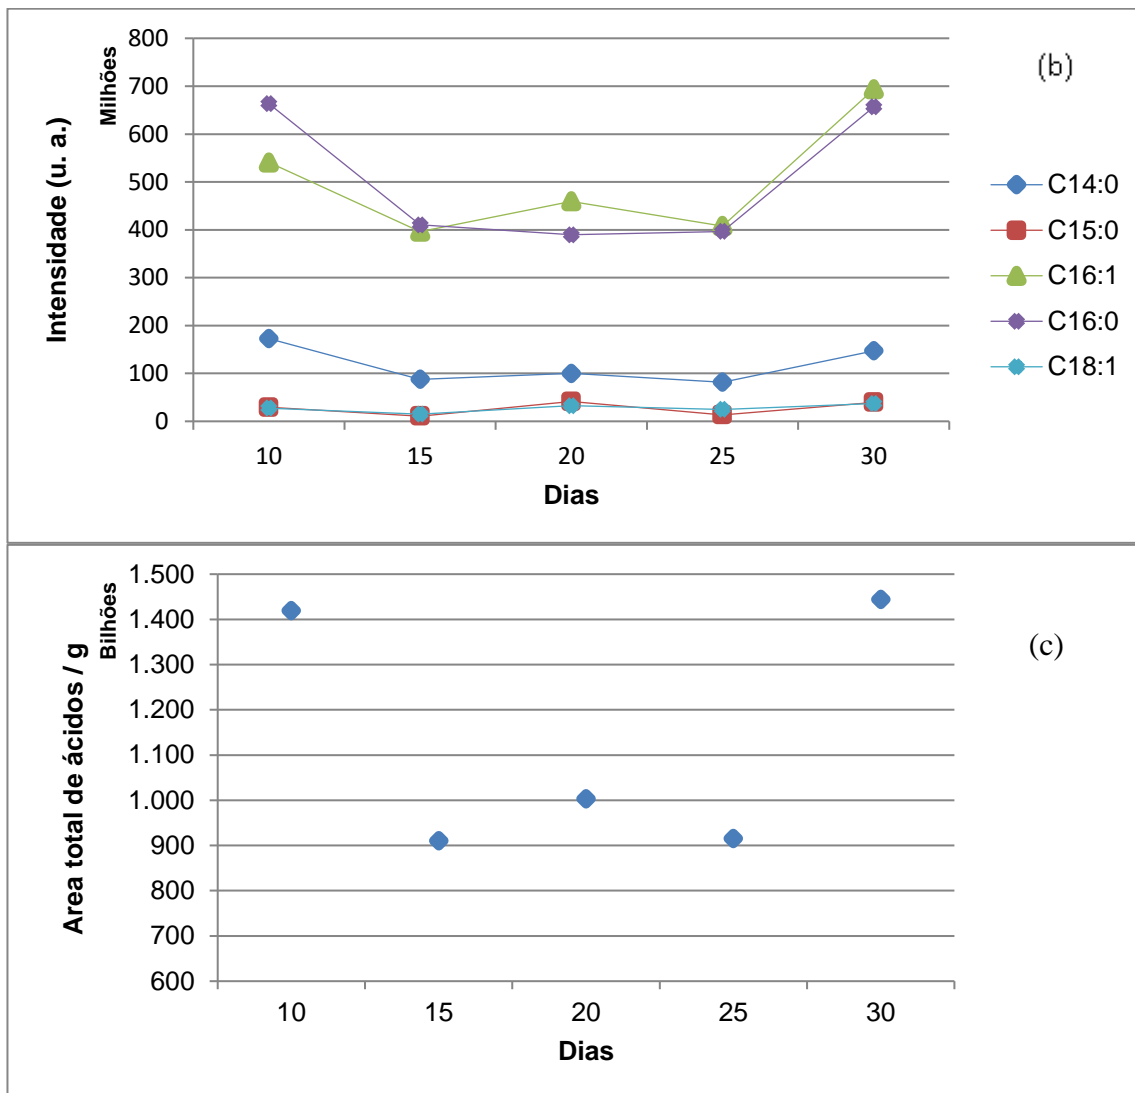 Intensidade (u. a.)
Milhões
800
700
600
500
400
300
200
100
0
10 15 20 25 30
Dias
(b)
C14:0
C15:0
C16:1
C16:0
C18:1
Area total de ácidos / g
Bilhões
1.500
1.400
1.300
1.200
1.100
1.000
900
800
700
600
10 15 20 25 30
Dias
(c)